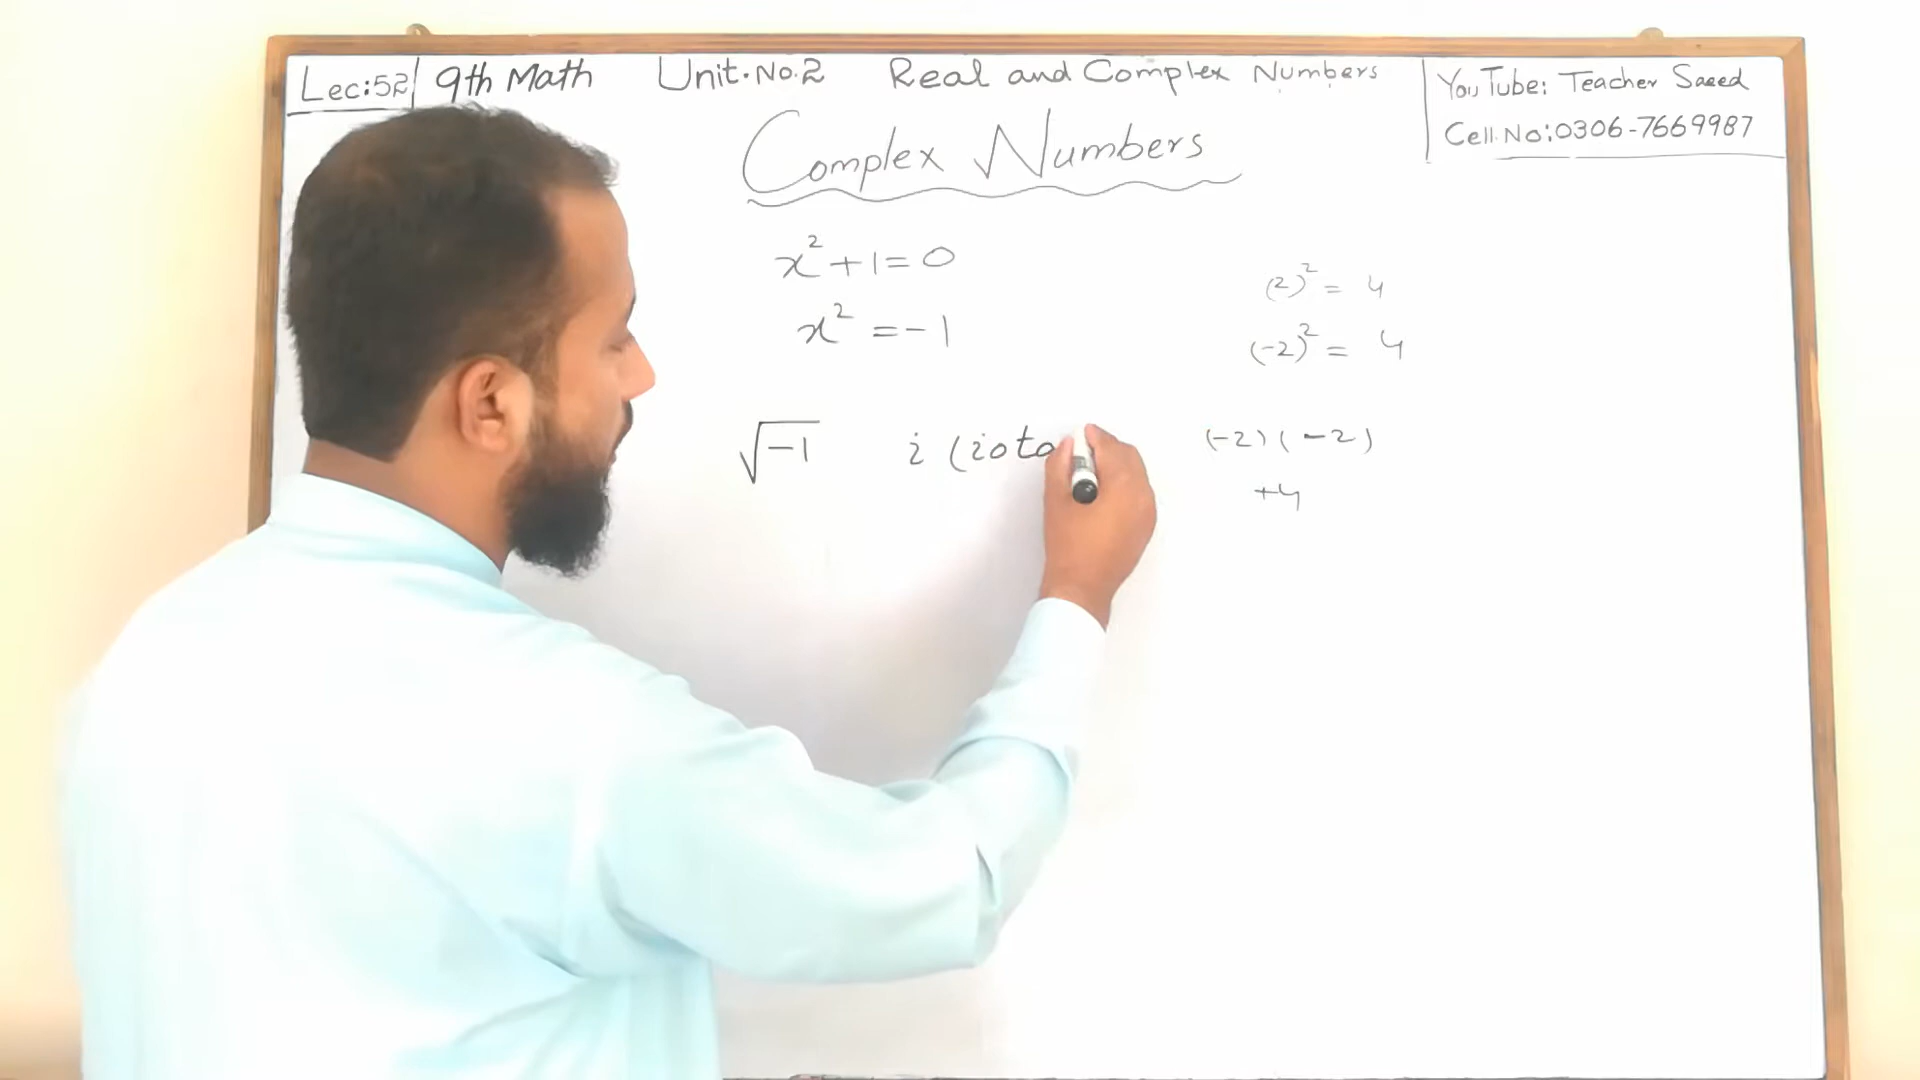 Lec:52 9th Math Unit.No.2 Real and Complex Numbers
YouTube: Teacher Saeed
Cell.No:0306-7669987
Complex Numbers
x²+1=0
x² =-1
(2)² = 4
(-2)² = 4
√-1 i (iota
(-2)(-2)
+4